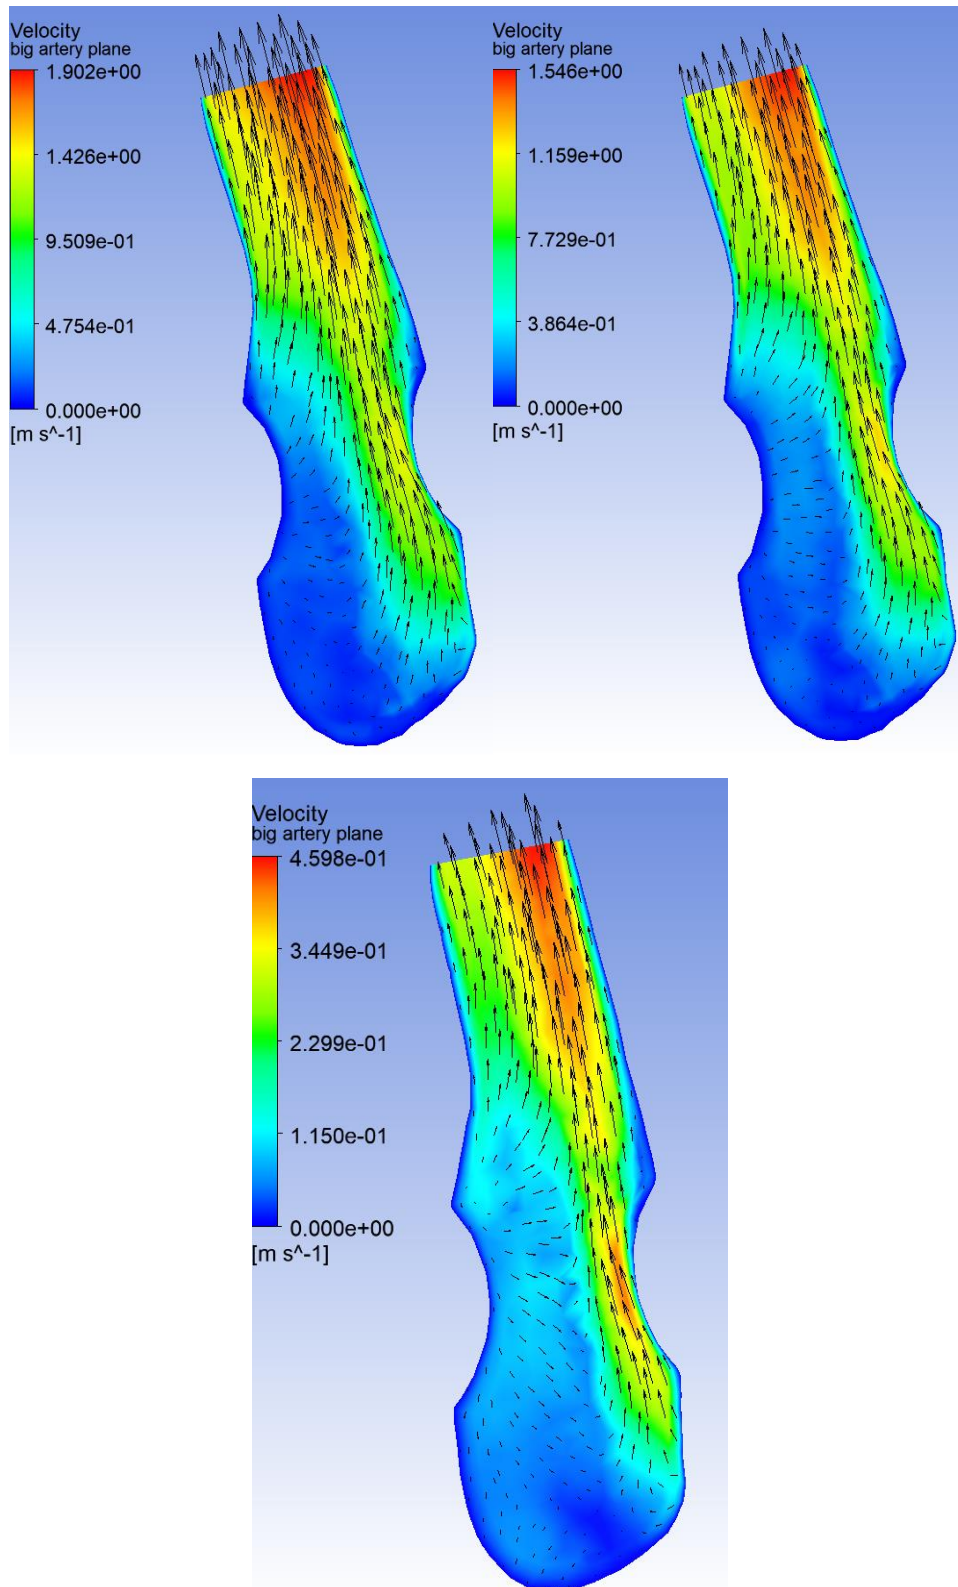 Velocity
big artery plane
1.902e+00
1.426e+00
9.509e-01
4.754e-01
0.000e+00
[m s^-1]
Velocity
big artery plane
1.546e+00
1.159e+00
7.729e-01
3.864e-01
0.000e+00
[m s^-1]
Velocity
big artery plane
4.598e-01
3.449e-01
2.299e-01
1.150e-01
0.000e+00
[m s^-1]